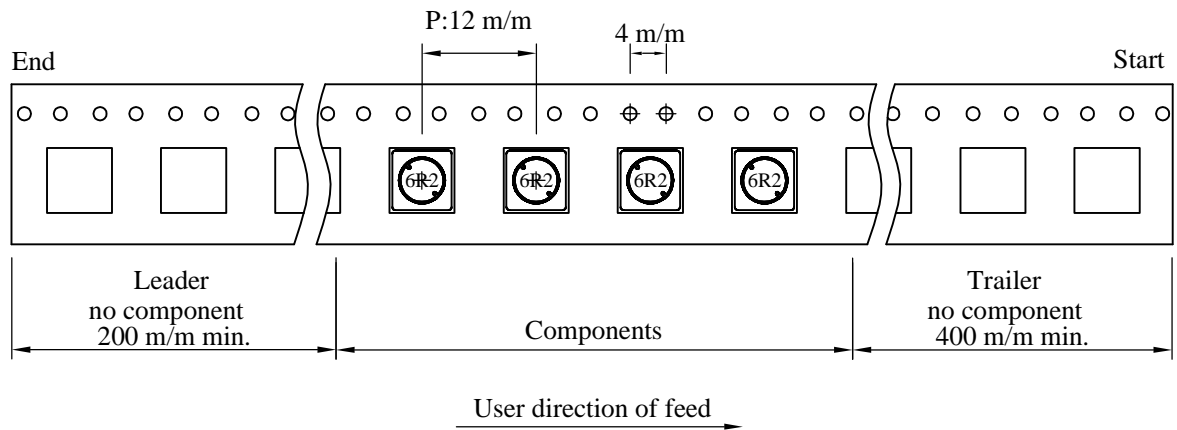 P:12 m/m
4 m/m
End
Start
6R2
6R2
6R2
6R2
Leader
no component
200 m/m min.
Components
Trailer
no component
400 m/m min.
User direction of feed